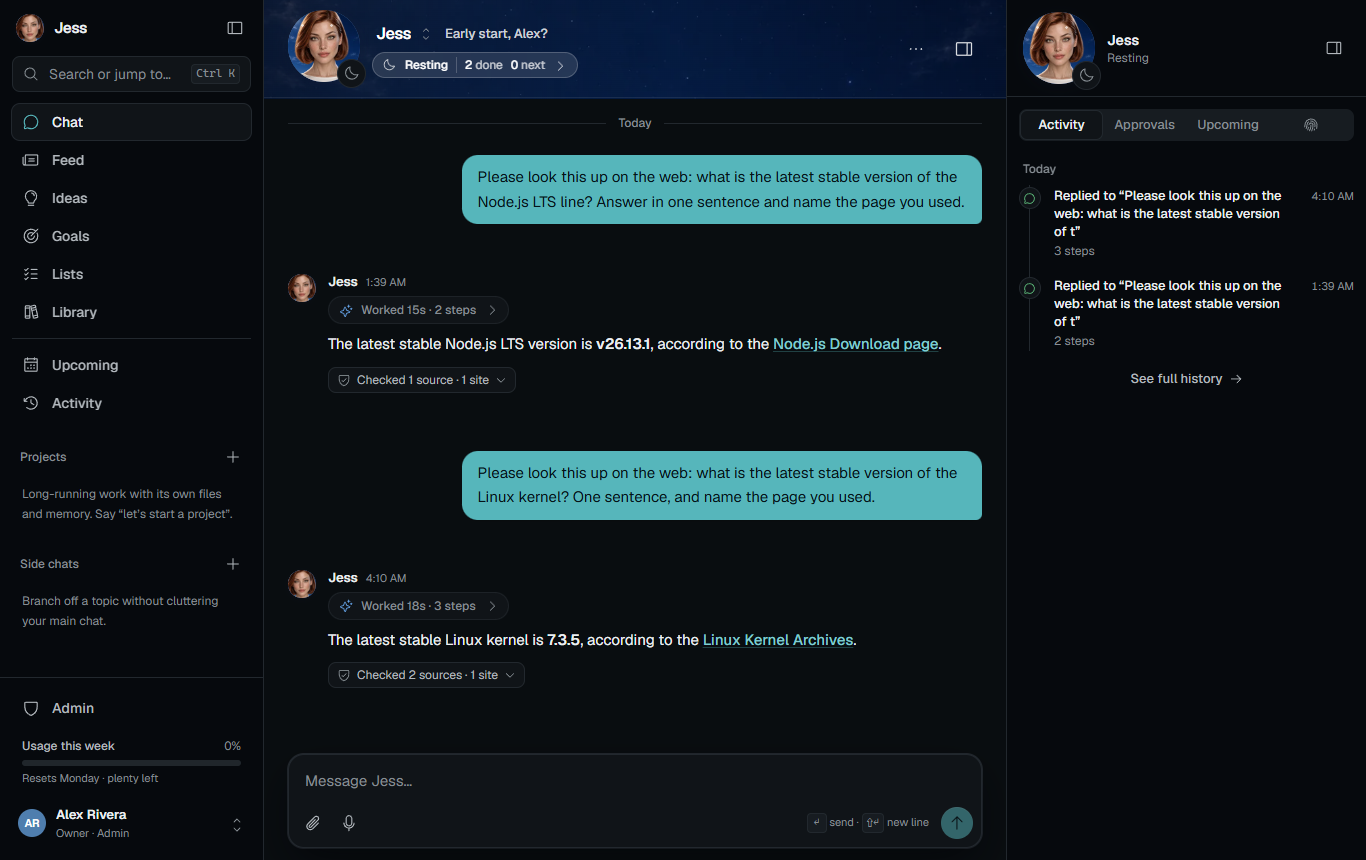 Jess
Search or jump to... Ctrl K
Chat
Feed
Ideas
Goals
Lists
Library
Upcoming
Activity
Projects
Long-running work with its own files
and memory. Say “let’s start a project”.
Side chats
Branch off a topic without cluttering
your main chat.
Admin
Usage this week 0%
Resets Monday · plenty left
AR
Alex Rivera
Owner · Admin
Jess Early start, Alex?
Resting 2 done 0 next
Today
Please look this up on the web: what is the latest stable version of the
Node.js LTS line? Answer in one sentence and name the page you used.
Jess 1:39 AM
Worked 15s · 2 steps
The latest stable Node.js LTS version is v26.13.1, according to the Node.js Download page.
Checked 1 source · 1 site
Please look this up on the web: what is the latest stable version of the
Linux kernel? One sentence, and name the page you used.
Jess 4:10 AM
Worked 18s · 3 steps
The latest stable Linux kernel is 7.3.5, according to the Linux Kernel Archives.
Checked 2 sources · 1 site
Message Jess...
send · new line
Jess
Resting
Activity Approvals Upcoming
Today
Replied to “Please look this up on the 4:10 AM
web: what is the latest stable version
of t”
3 steps
Replied to “Please look this up on the 1:39 AM
web: what is the latest stable version
of t”
2 steps
See full history →